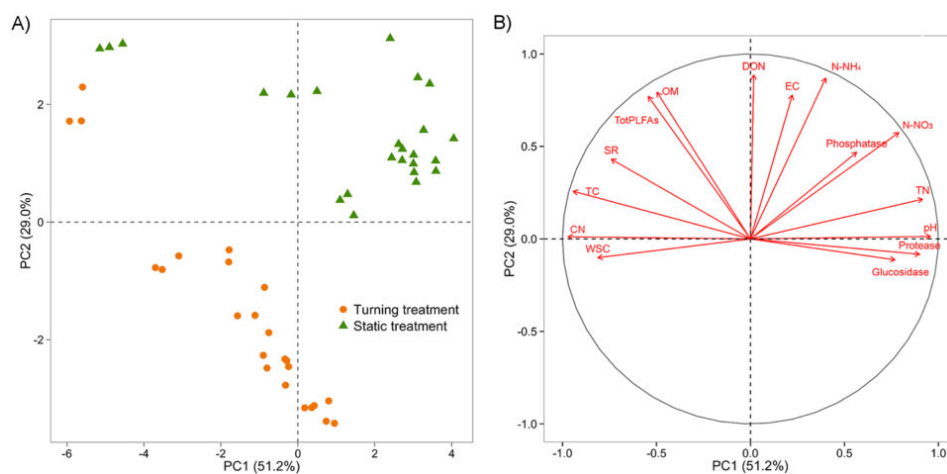 A)
2
0
-2
PC2 (29.0%)
Turning treatment
Static treatment
-6
-4
-2
0
2
4
PC1 (51.2%)
B)
1.0
0.5
0.0
-0.5
-1.0
PC2 (29.0%)
DON
N-NH₄
EC
OM
TotPLFAs
N-NO₃
Phosphatase
SR
TC
TN
CN
pH
WSC
Protease
Glucosidase
-1.0
-0.5
0.0
0.5
1.0
PC1 (51.2%)